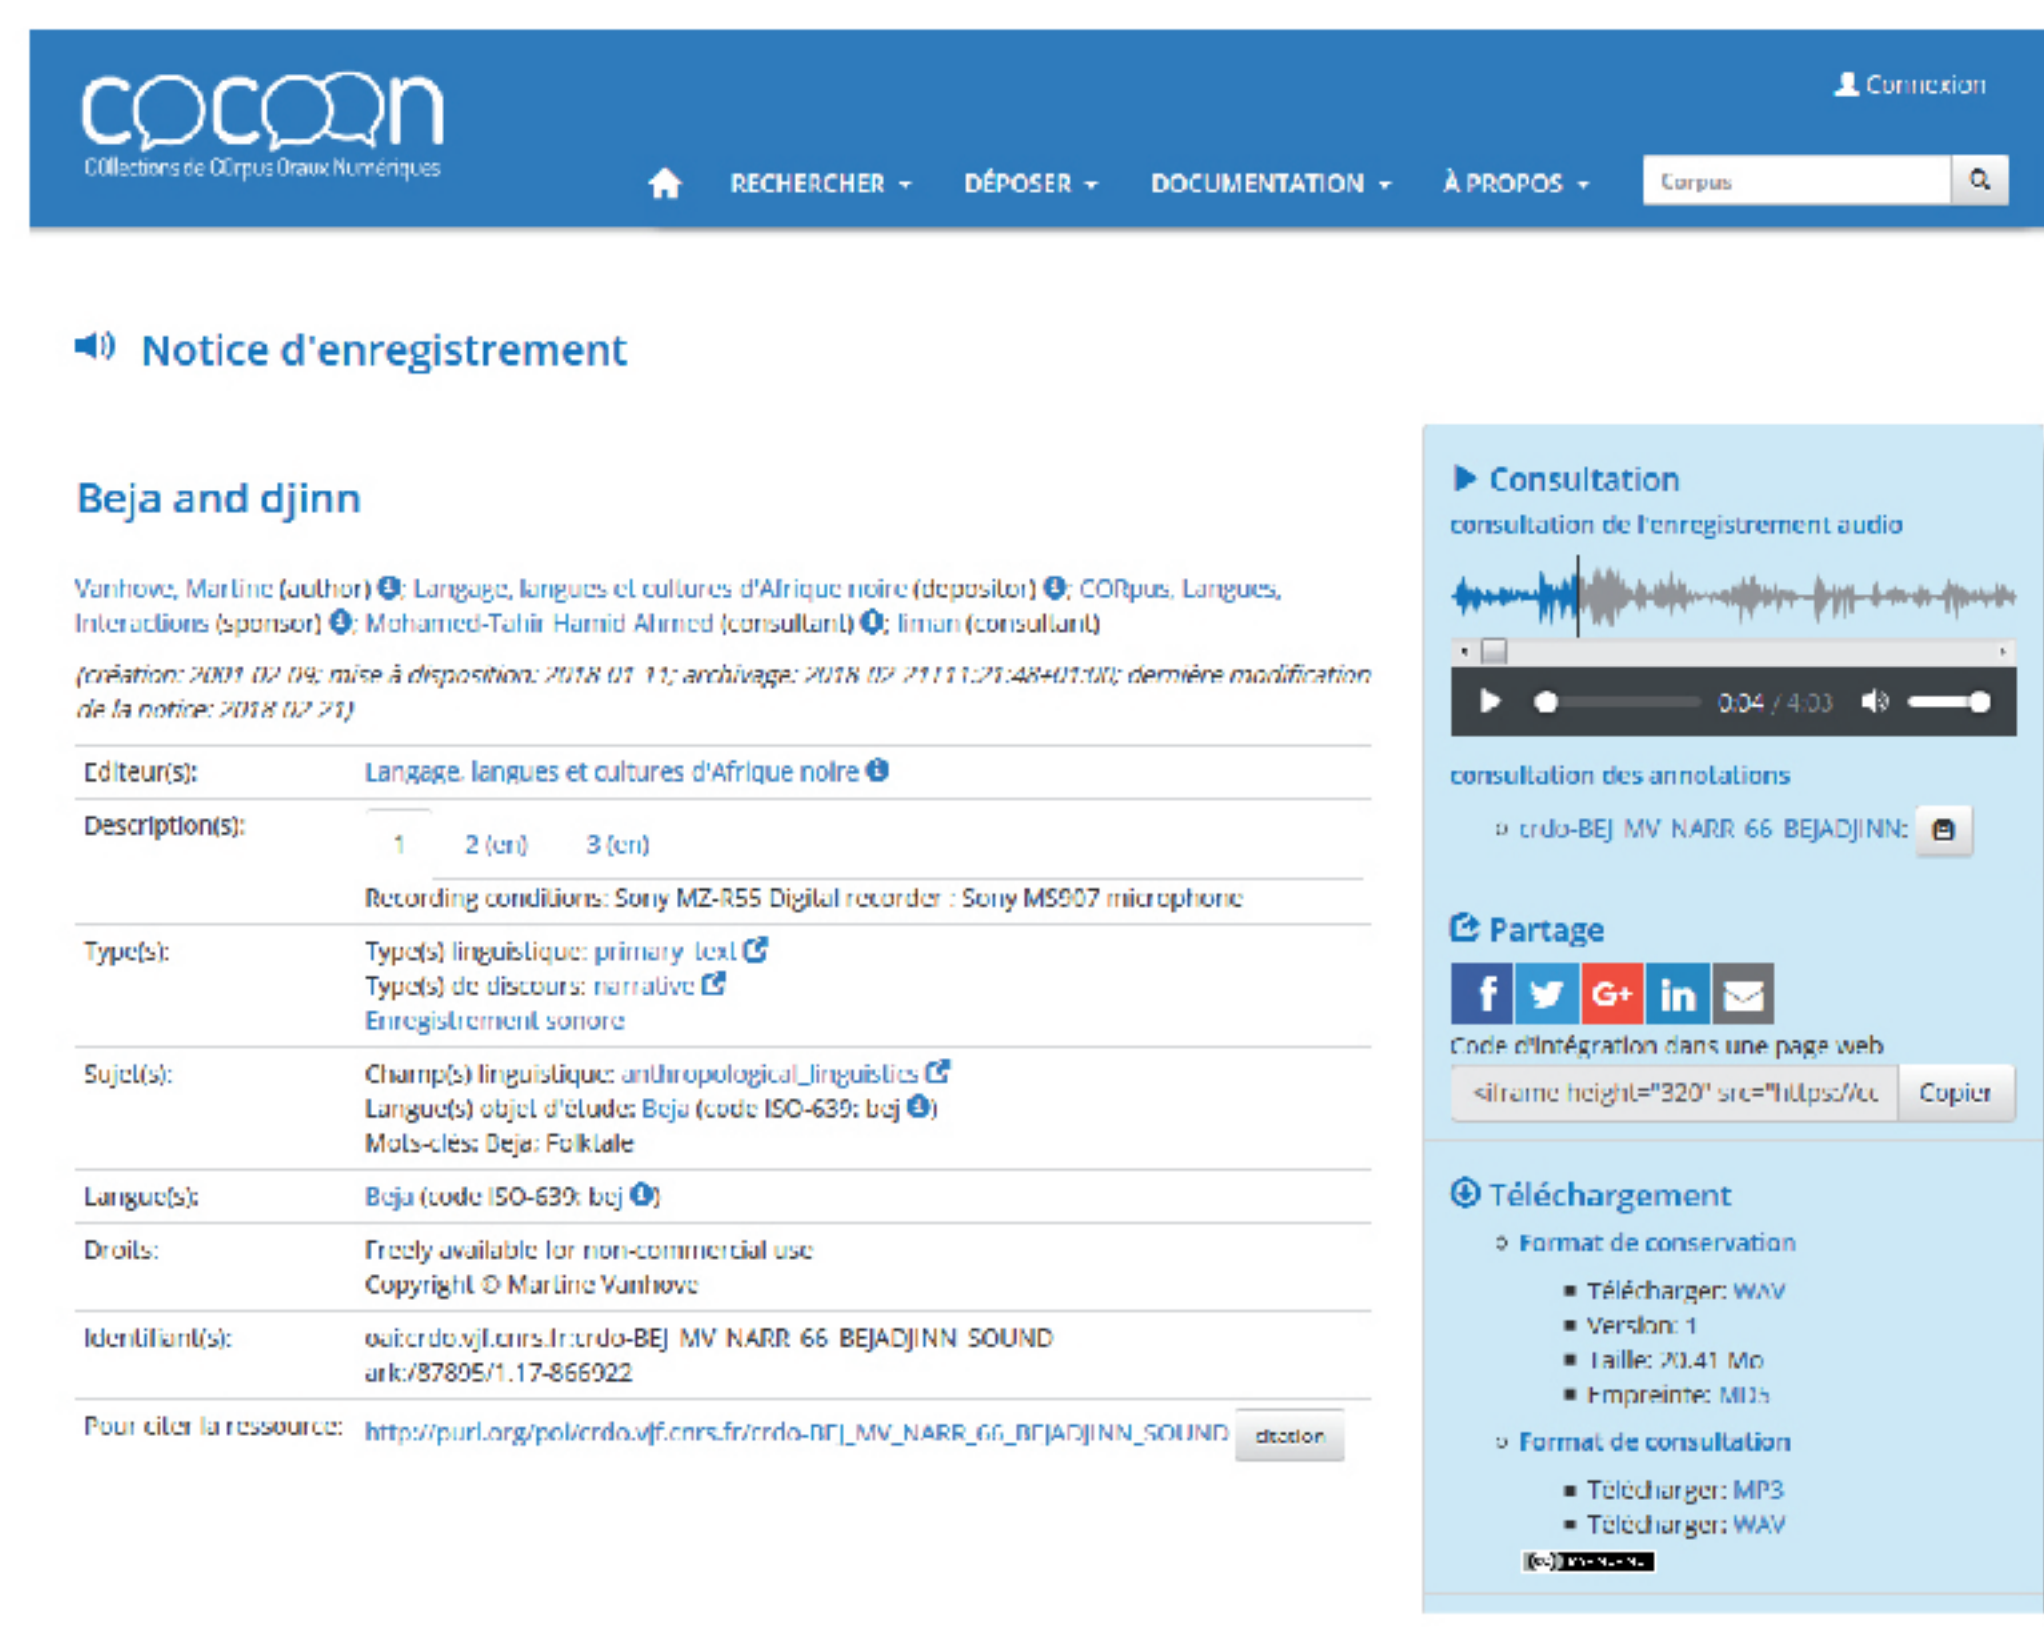 cocoon
COllections de COrpus Oraux Numériques
Connexion
RECHERCHER
DÉPOSER
DOCUMENTATION
À PROPOS
Corpus
Notice d'enregistrement
Beja and djinn
Vanhove, Martine (author) ; Langage, langues et cultures d'Afrique noire (depositor) ; CORpus, Langues,
Interactions (sponsor) ; Mohamed-Tahir Hamid Ahmed (consultant) ; (consultant)
(création: 2001-02-09; mise à disposition: 2018-01-11; archivage: 2018-02-21T11:21:48+01:00; dernière modification
de la notice: 2018-02-21)
Editeur(s): Langage, langues et cultures d'Afrique noire
Description(s): 1 2 (en) 3 (en)
Recording conditions: Sony MZ-R55 Digital recorder ; Sony MS907 microphone
Type(s): Type(s) linguistique: primary_text
Type(s) de discours: narrative
Enregistrement sonore
Sujet(s): Champ(s) linguistique: anthropological_linguistics
Langue(s) objet d'étude: Beja (code ISO-639: bej )
Mots-clés: Beja; Folktale
Langue(s): Beja (code ISO-639: bej )
Droits: Freely available for non-commercial use
Copyright © Martine Vanhove
Identifiant(s): oai:crdo.vjf.cnrs.fr:crdo-BEJ_MV_NARR_66_BEJADJINN_SOUND
ark:/87895/1.17-866922
Pour citer la ressource: http://purl.org/poi/crdo.vjf.cnrs.fr/crdo-BEJ_MV_NARR_66_BEJADJINN_SOUND citation
Consultation
consultation de l'enregistrement audio
0:04 / 4:03
consultation des annotations
crdo-BEJ_MV_NARR_66_BEJADJINN:
Partage
f G+ in
Code d'intégration dans une page web
<iframe height="320" src="https://cc Copier
Téléchargement
Format de conservation
Télécharger: WAV
Version: 1
Taille: 20.41 Mo
Empreinte: MD5
Format de consultation
Télécharger: MP3
Télécharger: WAV
(cc)